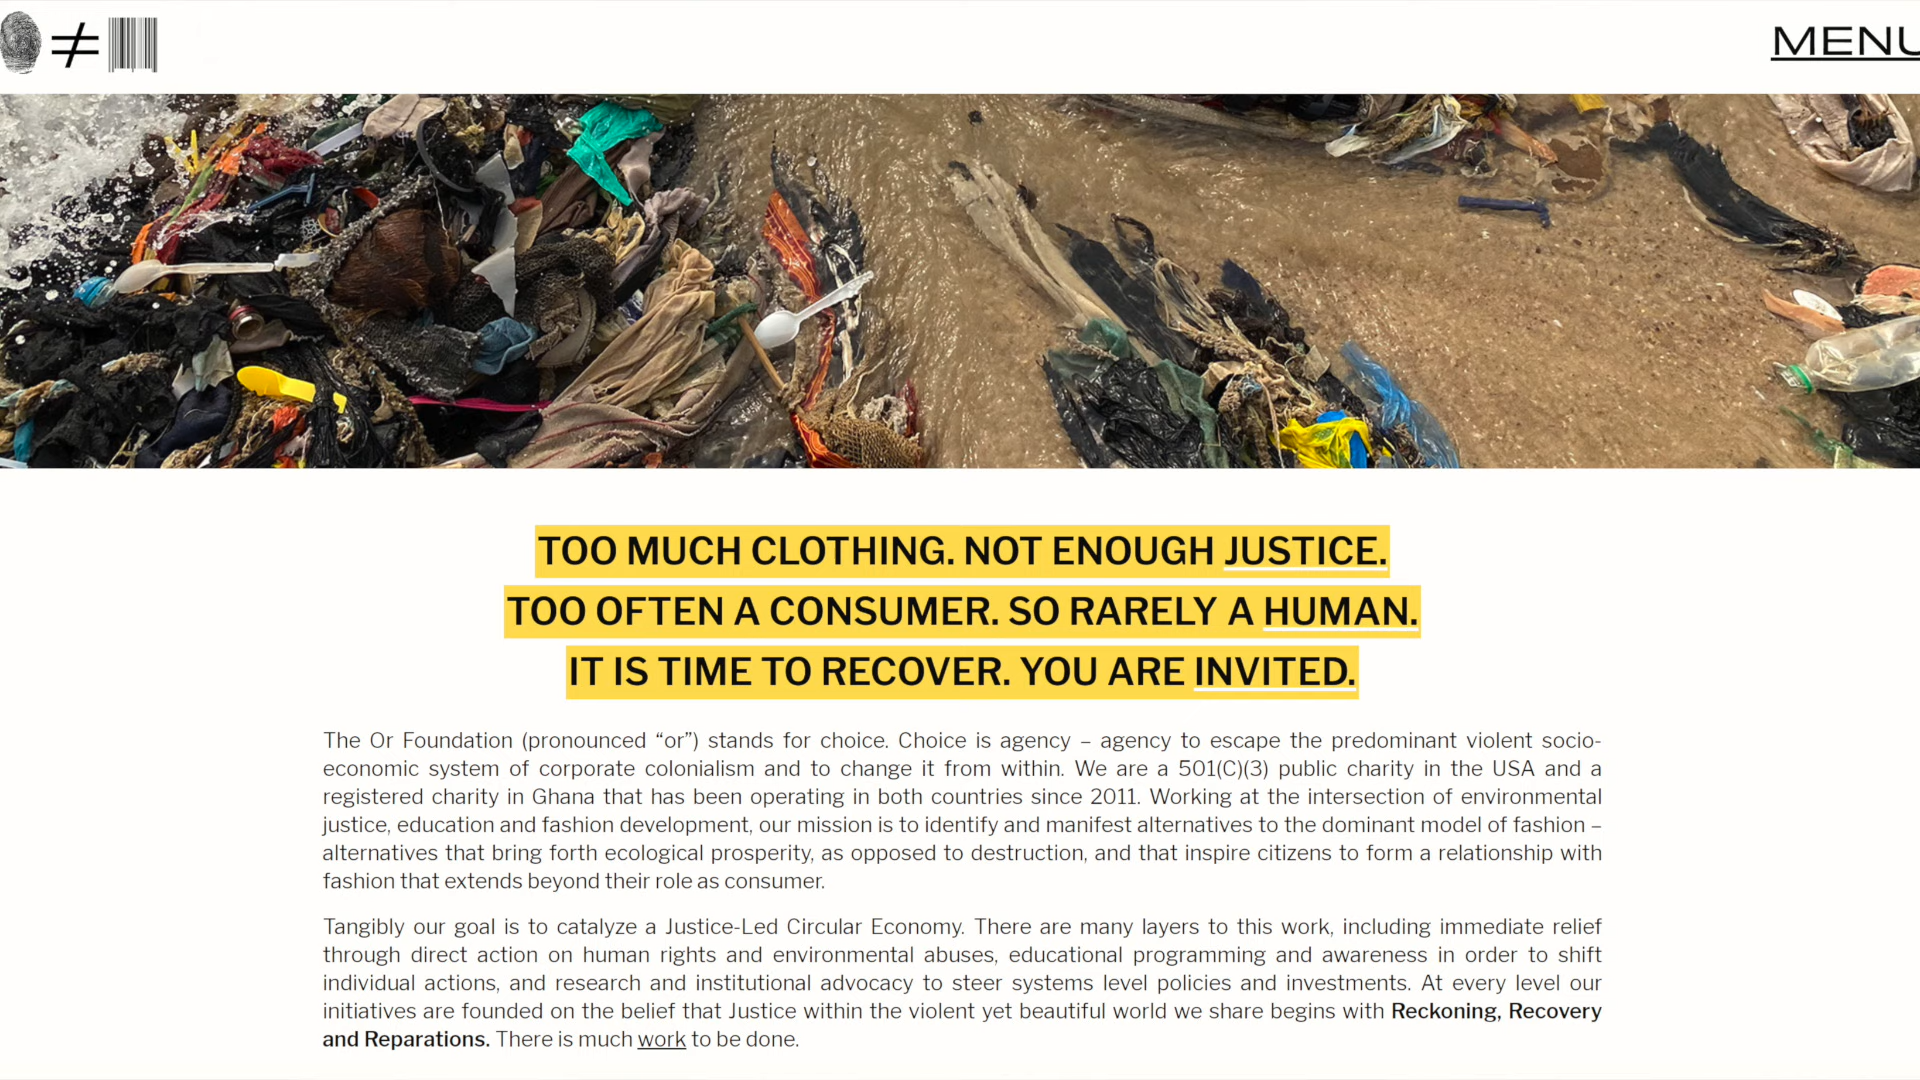 MENU
TOO MUCH CLOTHING. NOT ENOUGH JUSTICE.
TOO OFTEN A CONSUMER. SO RARELY A HUMAN.
IT IS TIME TO RECOVER. YOU ARE INVITED.
The Or Foundation (pronounced “or”) stands for choice. Choice is agency – agency to escape the predominant violent socio-
economic system of corporate colonialism and to change it from within. We are a 501(C)(3) public charity in the USA and a
registered charity in Ghana that has been operating in both countries since 2011. Working at the intersection of environmental
justice, education and fashion development, our mission is to identify and manifest alternatives to the dominant model of fashion –
alternatives that bring forth ecological prosperity, as opposed to destruction, and that inspire citizens to form a relationship with
fashion that extends beyond their role as consumer.
Tangibly our goal is to catalyze a Justice-Led Circular Economy. There are many layers to this work, including immediate relief
through direct action on human rights and environmental abuses, educational programming and awareness in order to shift
individual actions, and research and institutional advocacy to steer systems level policies and investments. At every level our
initiatives are founded on the belief that Justice within the violent yet beautiful world we share begins with Reckoning, Recovery
and Reparations. There is much work to be done.